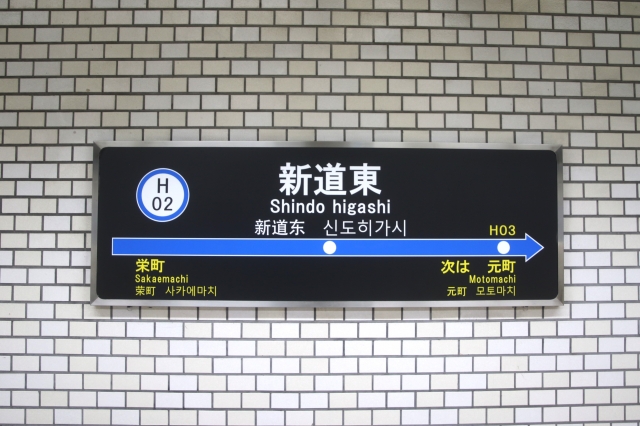 H
02
新道東
Shindo higashi
新道东 신도히가시
H03
栄町 次は 元町
Sakaemachi Motomachi
荣町 사카에마치 元町 모토마치